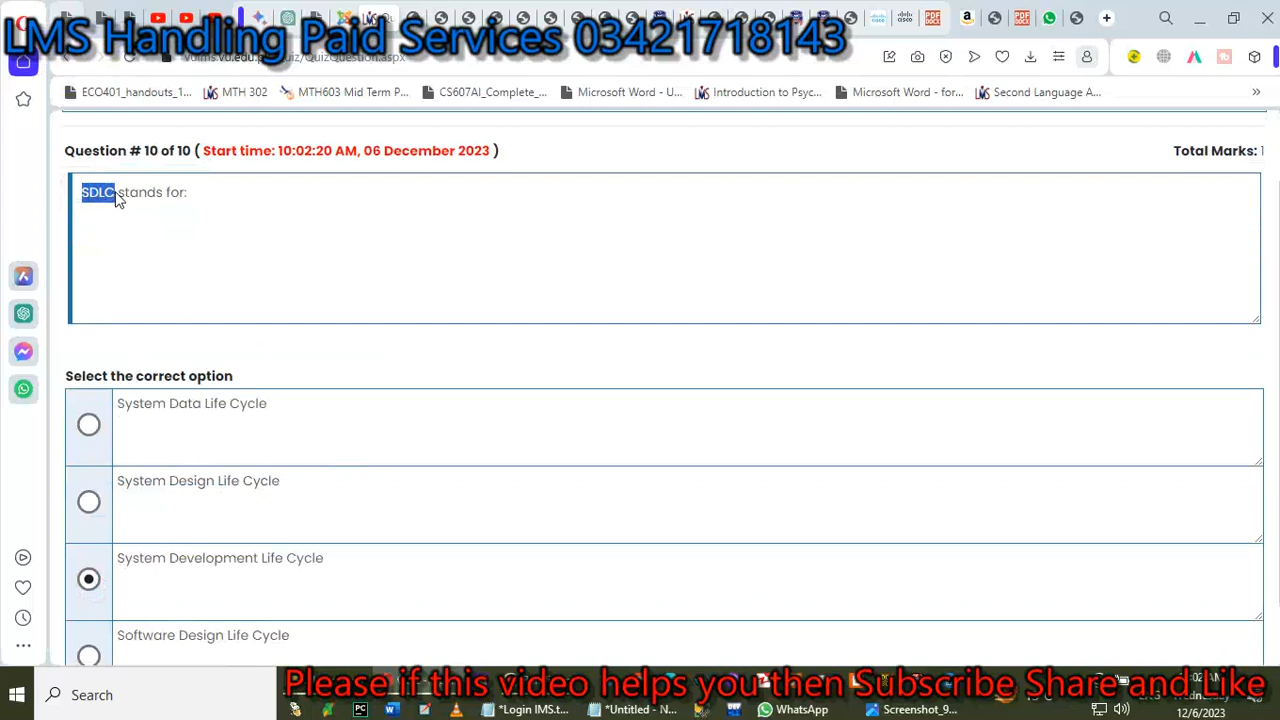 LMS Handling Paid Services 03421718143
ECO401_handouts_1...
MTH 302
MTH603 Mid Term P...
CS607AI_Complete_...
Microsoft Word - U...
Introduction to Psyc...
Microsoft Word - for...
Second Language A...
Question # 10 of 10 ( Start time: 10:02:20 AM, 06 December 2023 )
Total Marks: 1
SDLC stands for:
Select the correct option
System Data Life Cycle
System Design Life Cycle
System Development Life Cycle
Software Design Life Cycle
Please if this video helps you then Subscribe Share and Like
Search
*Login IMS.t...
*Untitled - N...
WhatsApp
Screenshot_9...
12/6/2023